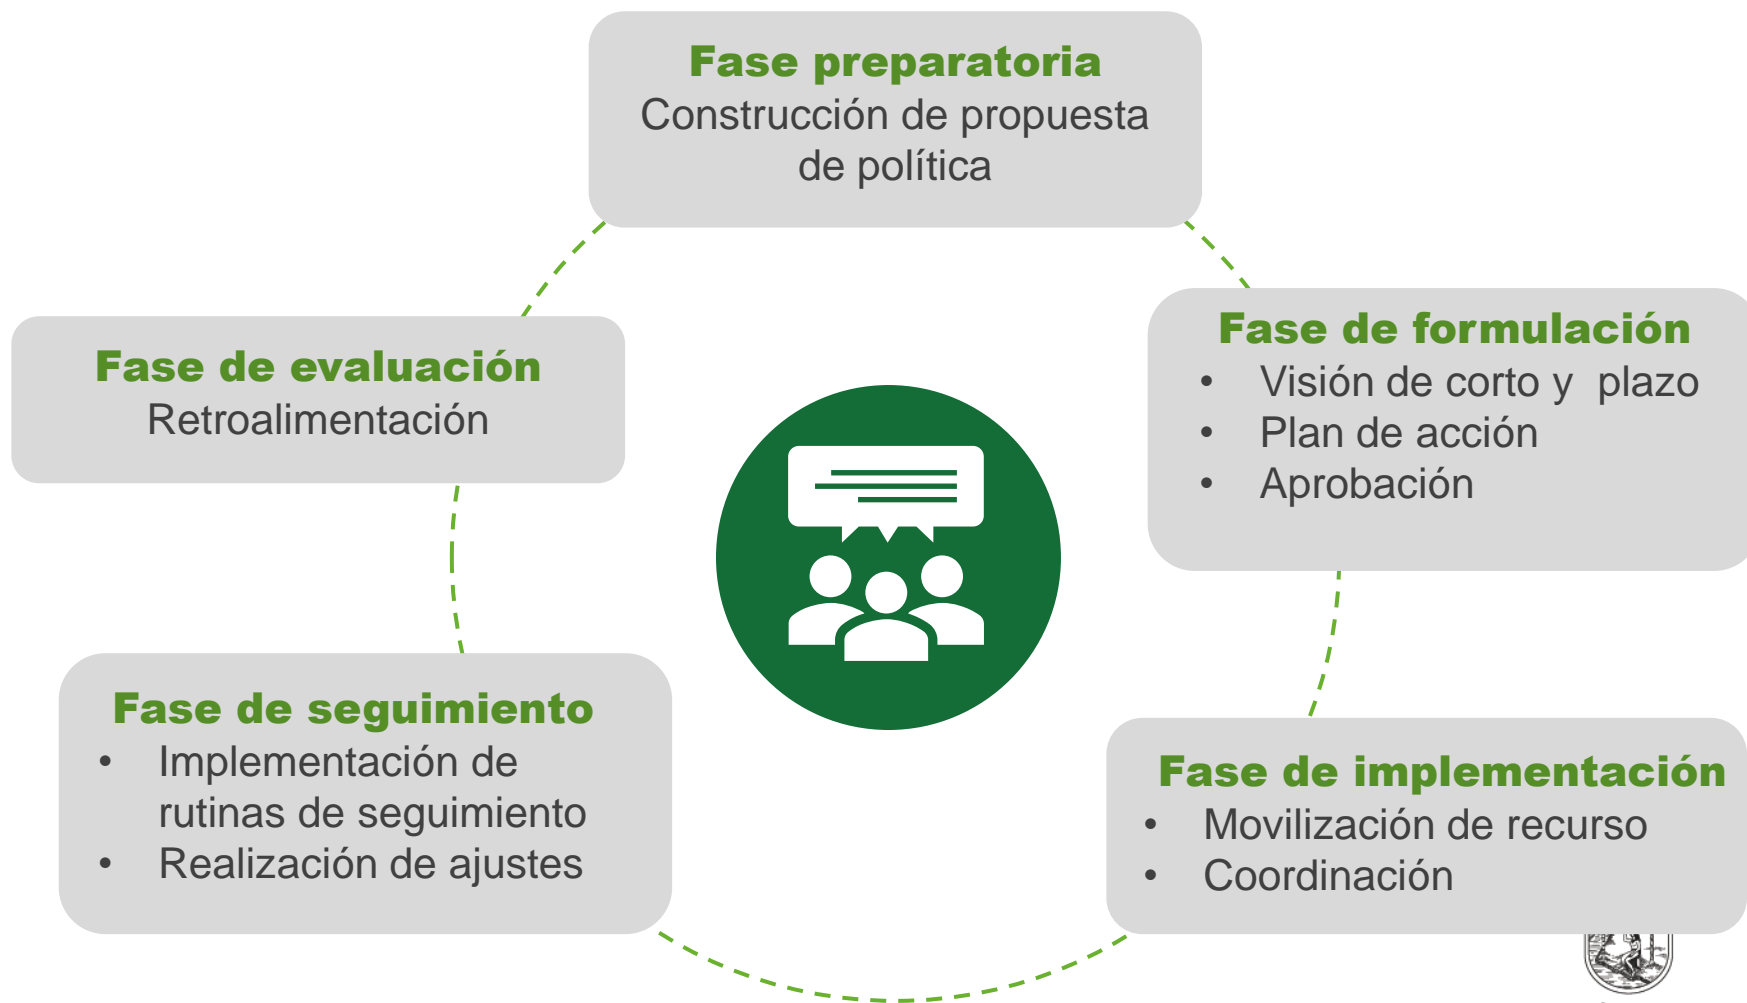 Fase preparatoria
Construcción de propuesta
de política
Fase de formulación
• Visión de corto y  plazo
• Plan de acción
• Aprobación
Fase de implementación
• Movilización de recurso
• Coordinación
Fase de seguimiento
• Implementación de
rutinas de seguimiento
• Realización de ajustes
Fase de evaluación
Retroalimentación